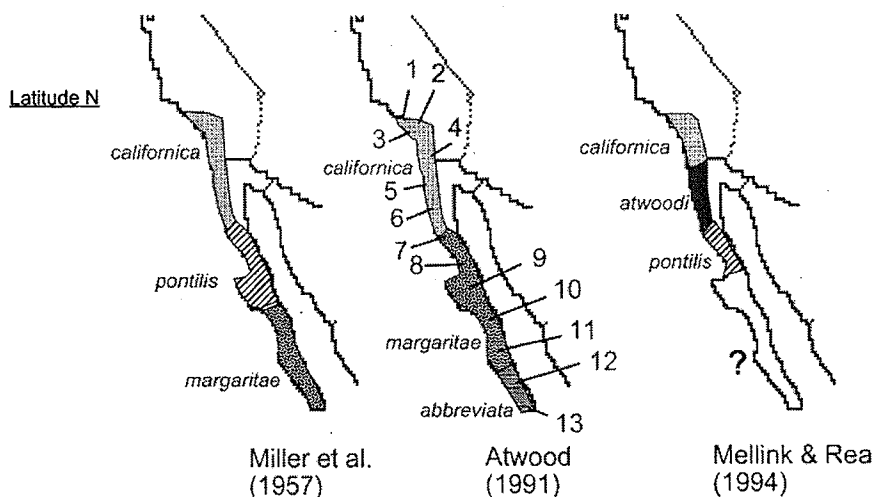 Latitude N
californica
pontilis
margaritae
Miller et al.
(1957)
1
2
3
4
californica
5
6
7
8
9
10
margaritae
11
12
abbreviata
13
Atwood
(1991)
californica
atwoodi
pontilis
?
Mellink & Rea
(1994)